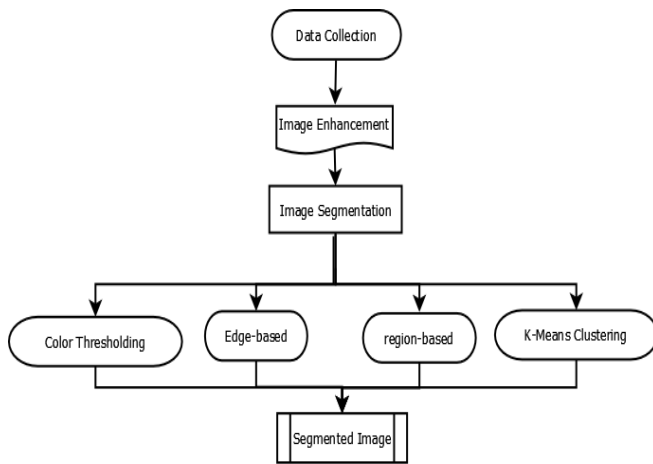 Data Collection
Image Enhancement
Image Segmentation
Color Thresholding
Edge-based
region-based
K-Means Clustering
Segmented Image